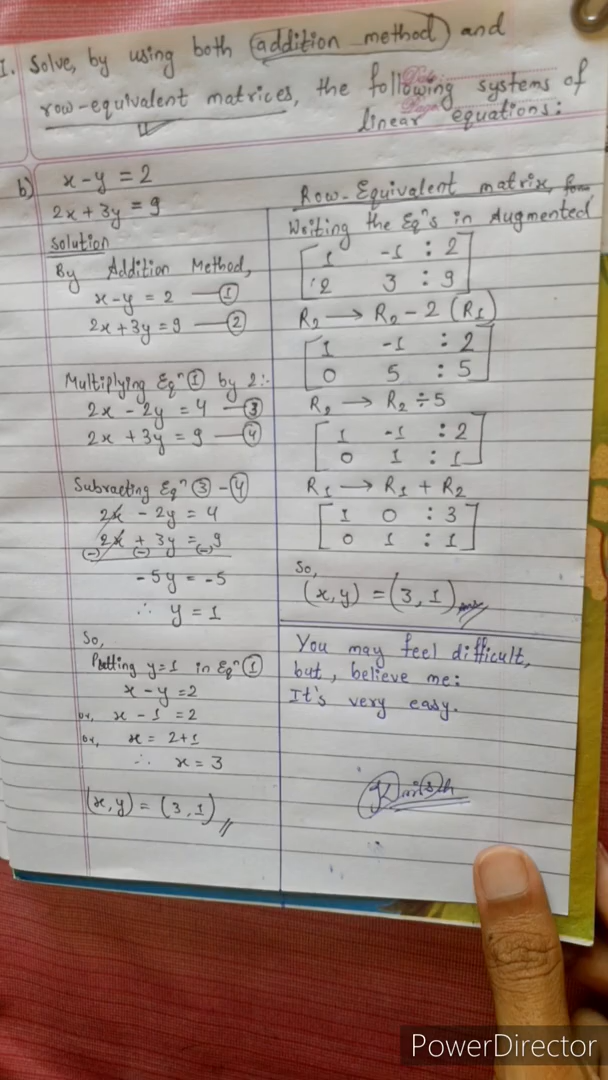 1. Solve, by using both (addition method) and
row-equivalent matrices, the following systems of
linear equations:
b) x - y = 2
2x + 3y = 9
Solution
By Addition Method,
x - y = 2 — ①
2x + 3y = 9 — ②
Multiplying Eqⁿ ① by 2:-
2x - 2y = 4 — ③
2x + 3y = 9 — ④
Subracting Eqⁿ ③ - ④
2x - 2y = 4
2x + 3y = 9
(-) (-) (-)
-5y = -5
∴ y = 1
So,
Putting y=1 in Eqⁿ ①
x - y = 2
or, x - 1 = 2
or, x = 2+1
∴ x = 3
(x, y) = (3, 1)
Row-Equivalent matrix,
Writing the Eqⁿs in Augmented
[ 1 -1 : 2
2 3 : 9 ]
R₂ → R₂ - 2 (R₁)
[ 1 -1 : 2
0 5 : 5 ]
R₂ → R₂ ÷ 5
[ 1 -1 : 2
0 1 : 1 ]
R₁ → R₁ + R₂
[ 1 0 : 3
0 1 : 1 ]
So,
(x, y) = (3, 1) Ans
You may feel difficult,
but, believe me:
It's very easy.
PowerDirector